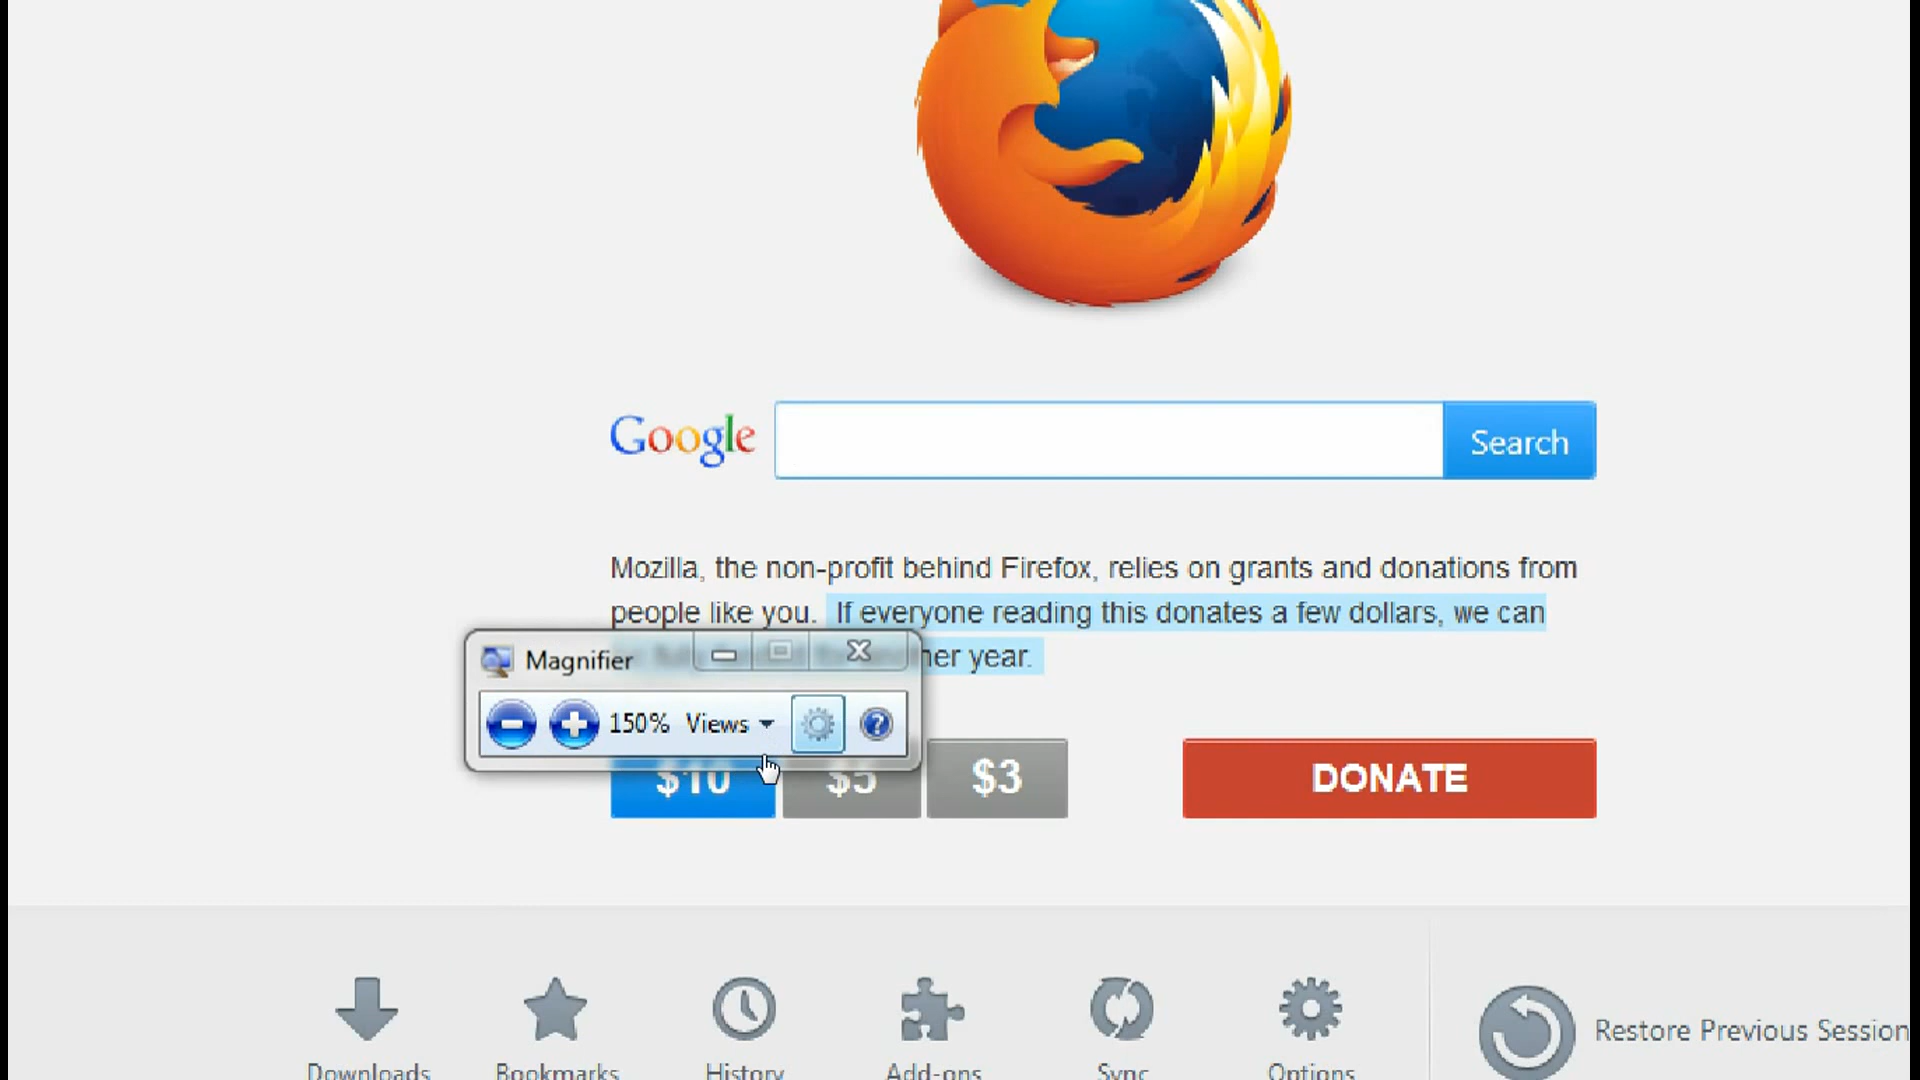 Google
Search
Mozilla, the non-profit behind Firefox, relies on grants and donations from
people like you. If everyone reading this donates a few dollars, we can
her year.
Magnifier
150% Views
$10 $5 $3 DONATE
Downloads Bookmarks History Add-ons Sync Options
Restore Previous Session